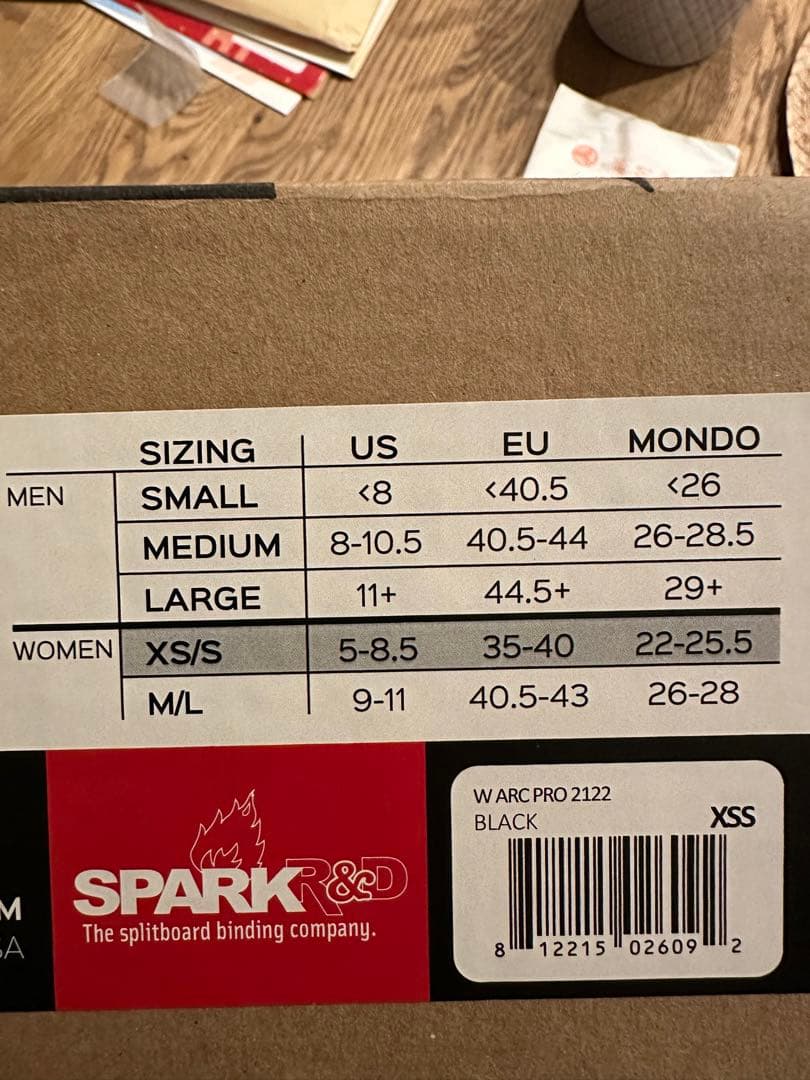 SIZING US EU MONDO
MEN SMALL <8 <40.5 <26
MEDIUM 8-10.5 40.5-44 26-28.5
LARGE 11+ 44.5+ 29+
WOMEN XS/S 5-8.5 35-40 22-25.5
M/L 9-11 40.5-43 26-28
SPARK R&D
The splitboard binding company.
W ARC PRO 2122
BLACK XSS
8 12215 02609 2